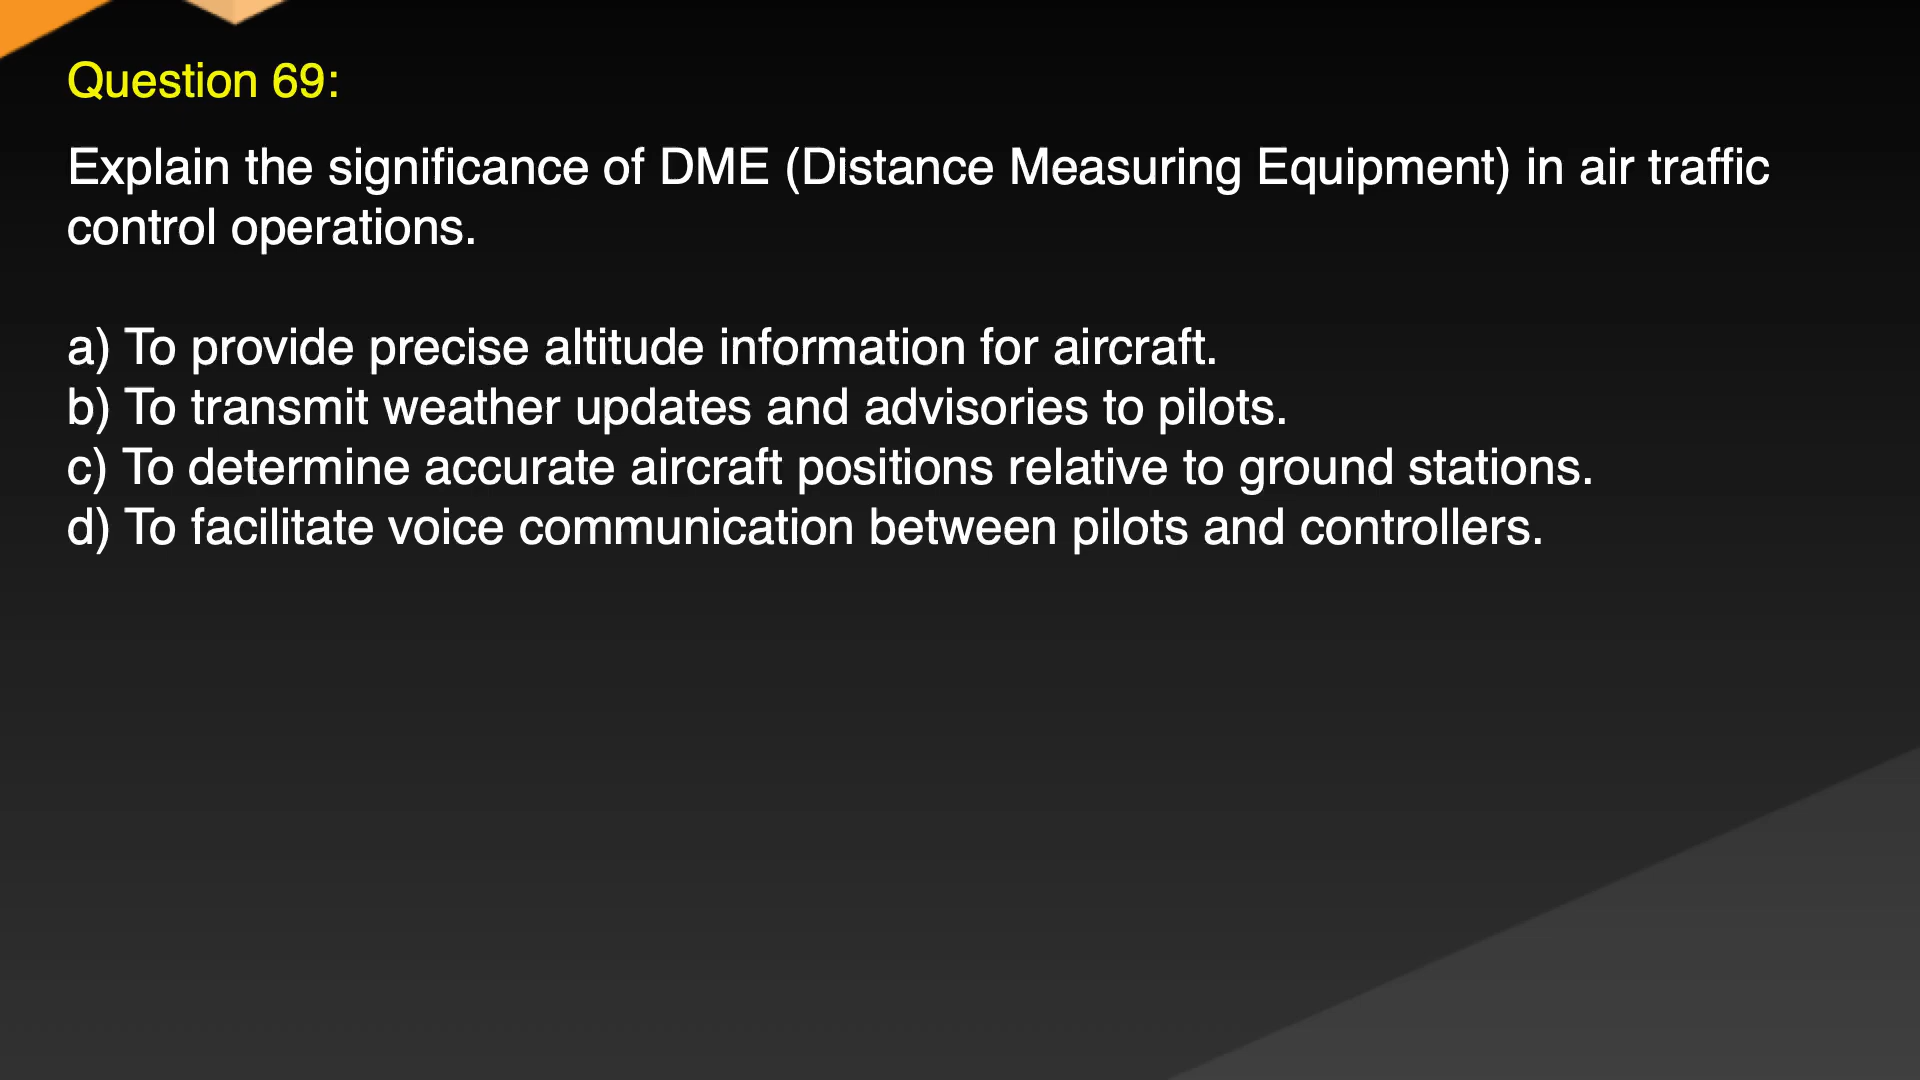 Question 69:
Explain the significance of DME (Distance Measuring Equipment) in air traffic
control operations.
a) To provide precise altitude information for aircraft.
b) To transmit weather updates and advisories to pilots.
c) To determine accurate aircraft positions relative to ground stations.
d) To facilitate voice communication between pilots and controllers.